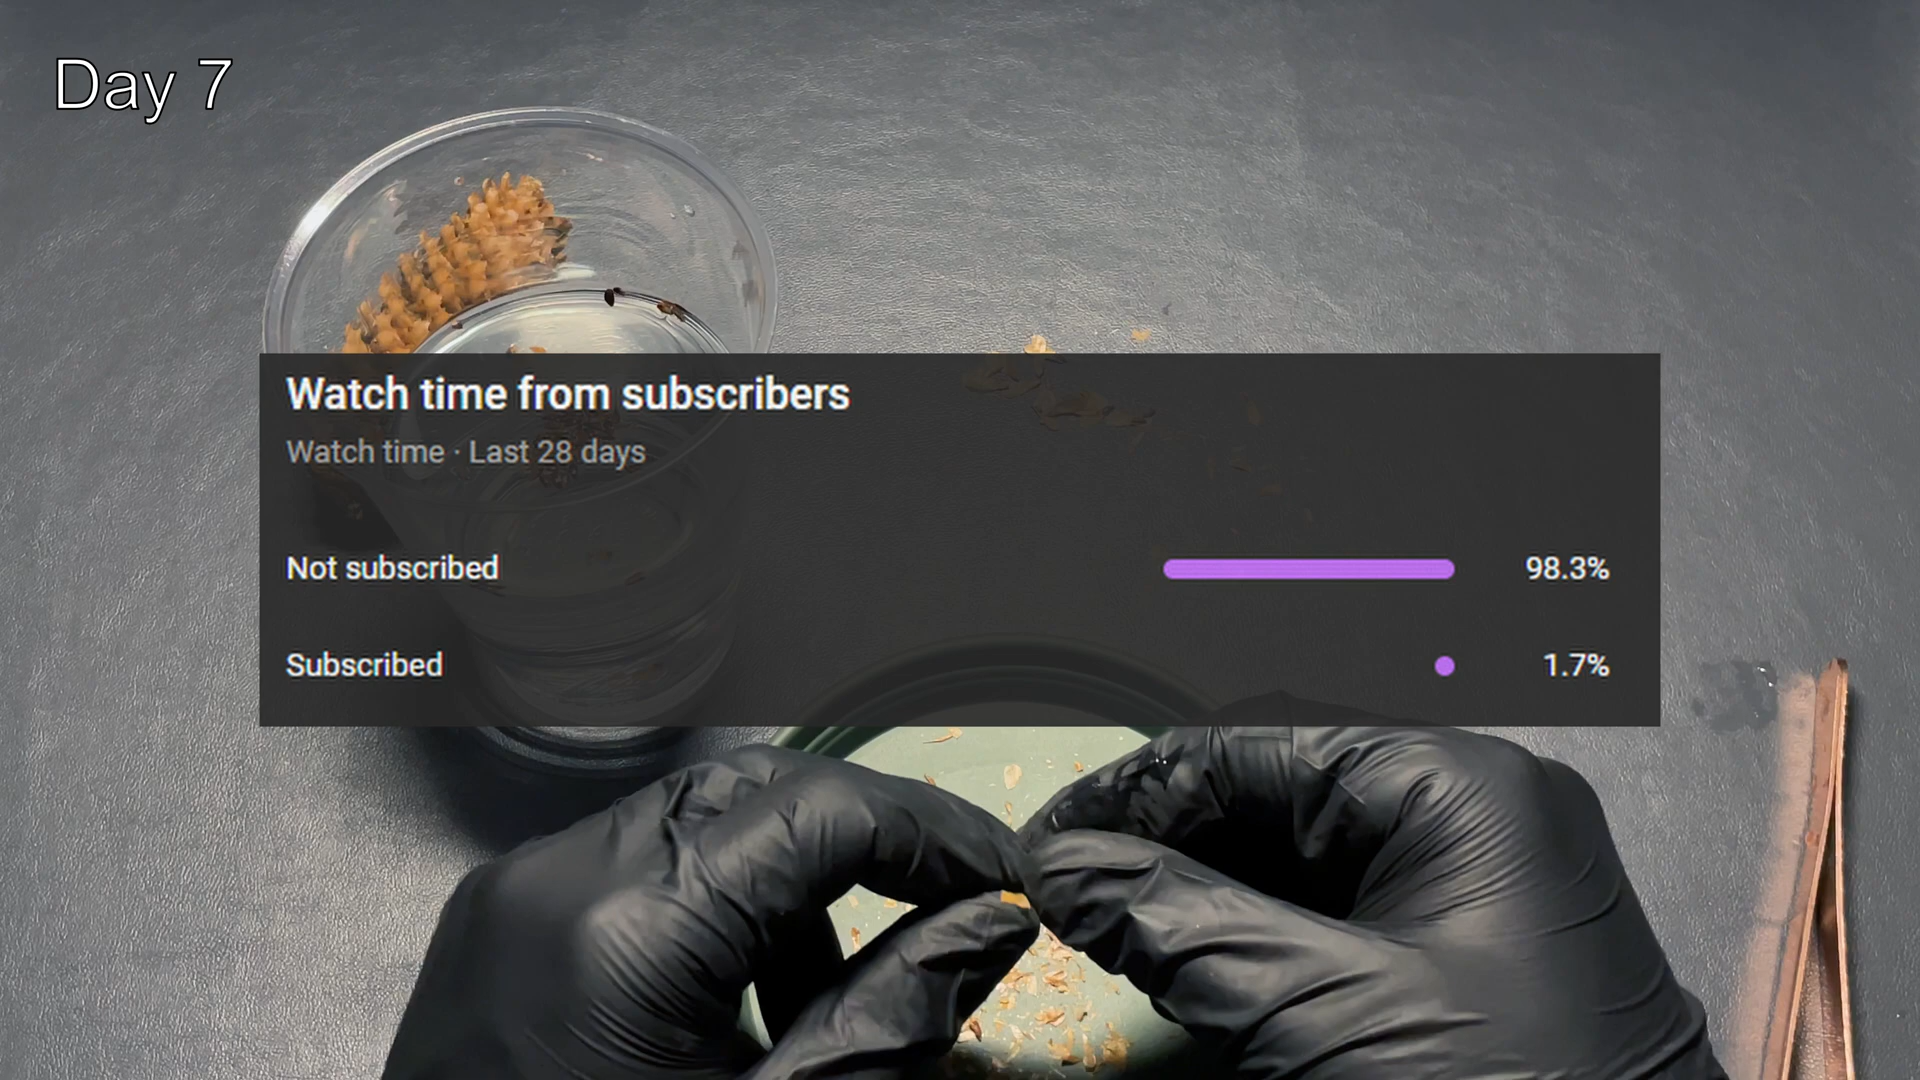 Day 7
Watch time from subscribers
Watch time · Last 28 days
Not subscribed 98.3%
Subscribed 1.7%